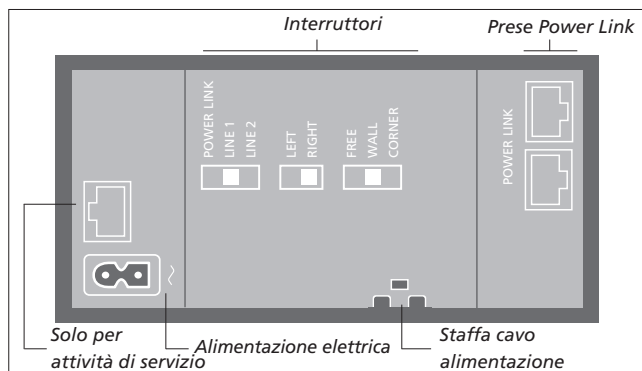 Interruttori
Prese Power Link
POWER LINK
LINE 1
LINE 2
LEFT
RIGHT
FREE
WALL
CORNER
POWER LINK
Solo per
attività di servizio
Alimentazione elettrica
Staffa cavo
alimentazione